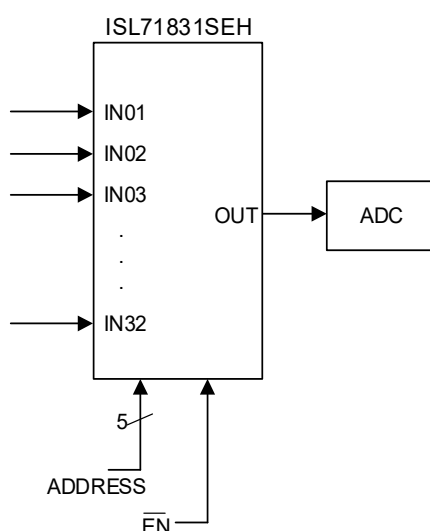 ISL71831SEH
IN01
IN02
IN03
OUT
ADC
.
.
.
IN32
5
ADDRESS
EN